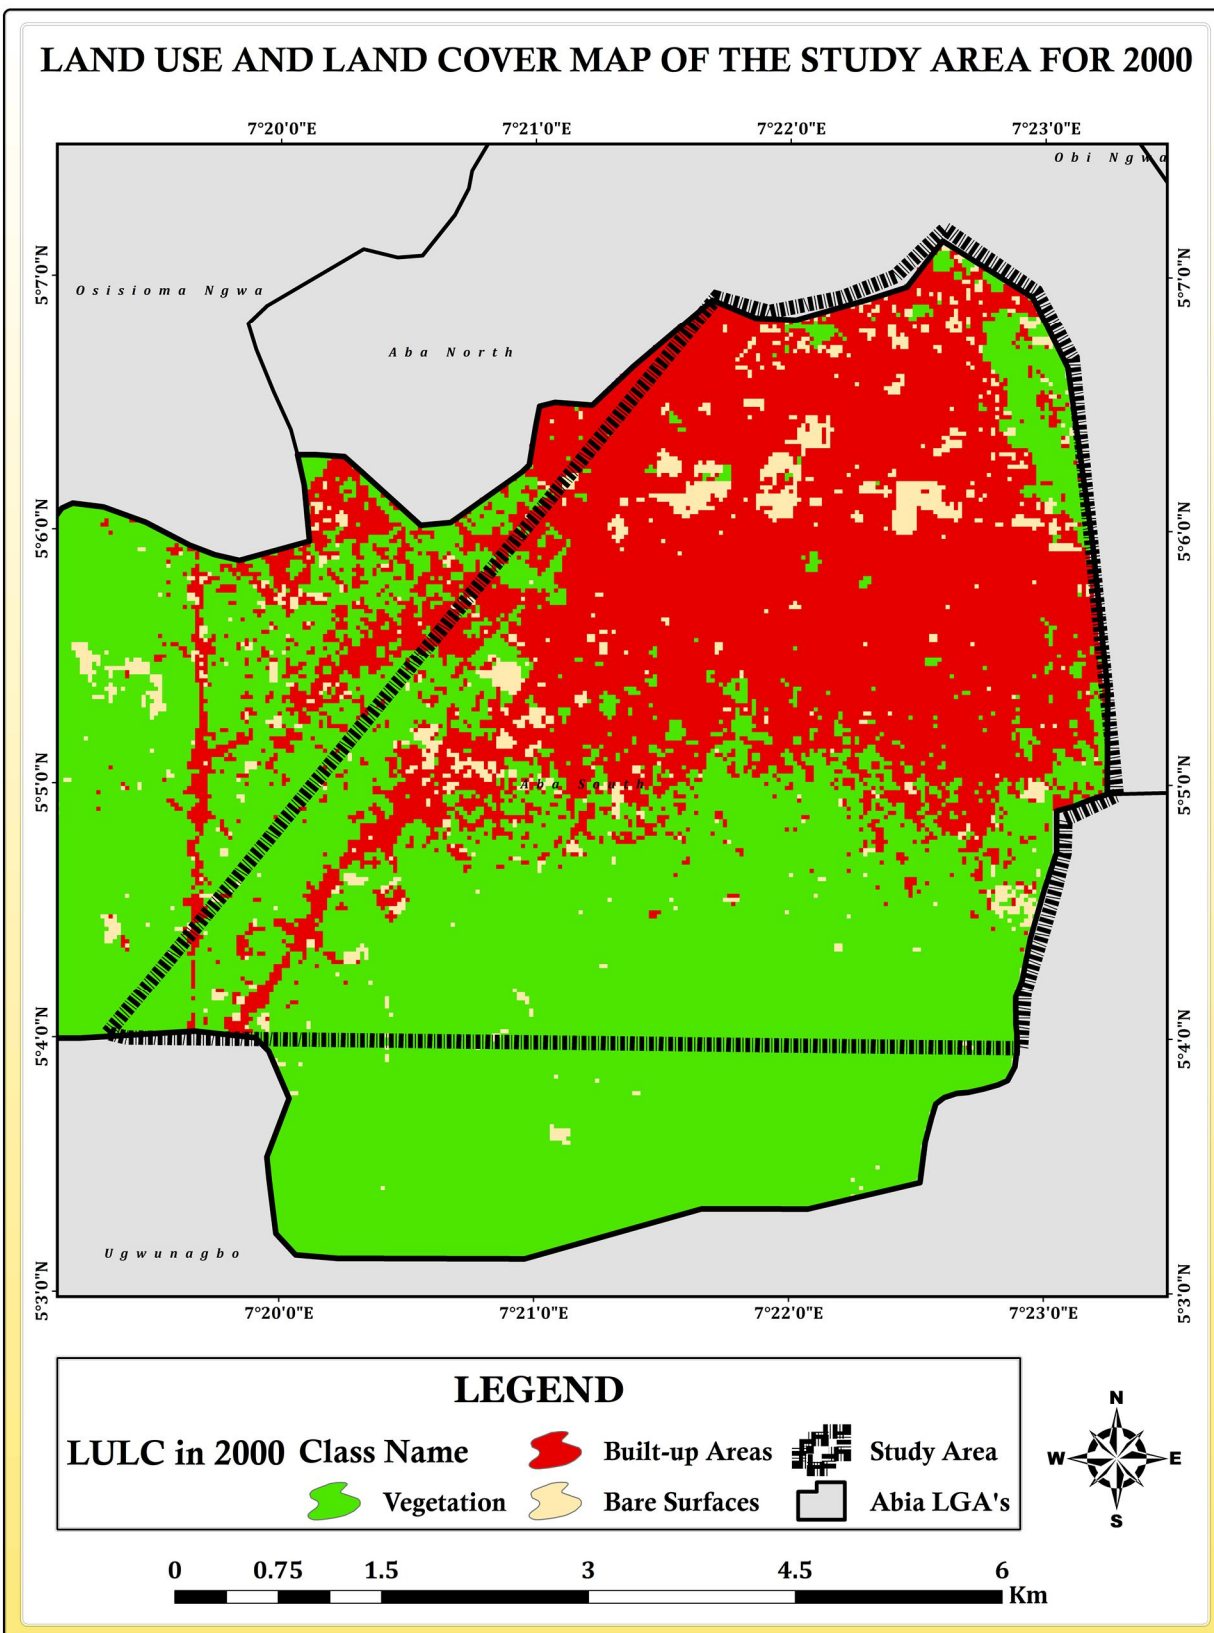 LAND USE AND LAND COVER MAP OF THE STUDY AREA FOR 2000
7°20'0"E 7°21'0"E 7°22'0"E 7°23'0"E
Obi Ngwa
5°7'0"N 5°7'0"N
Osisioma Ngwa
Aba North
5°6'0"N 5°6'0"N
5°5'0"N 5°5'0"N
Aba South
5°4'0"N 5°4'0"N
Ugwunagbo
5°3'0"N 5°3'0"N
7°20'0"E 7°21'0"E 7°22'0"E 7°23'0"E
LEGEND
LULC in 2000 Class Name Built-up Areas Study Area
Vegetation Bare Surfaces Abia LGA's
N
W E
S
0 0.75 1.5 3 4.5 6
Km